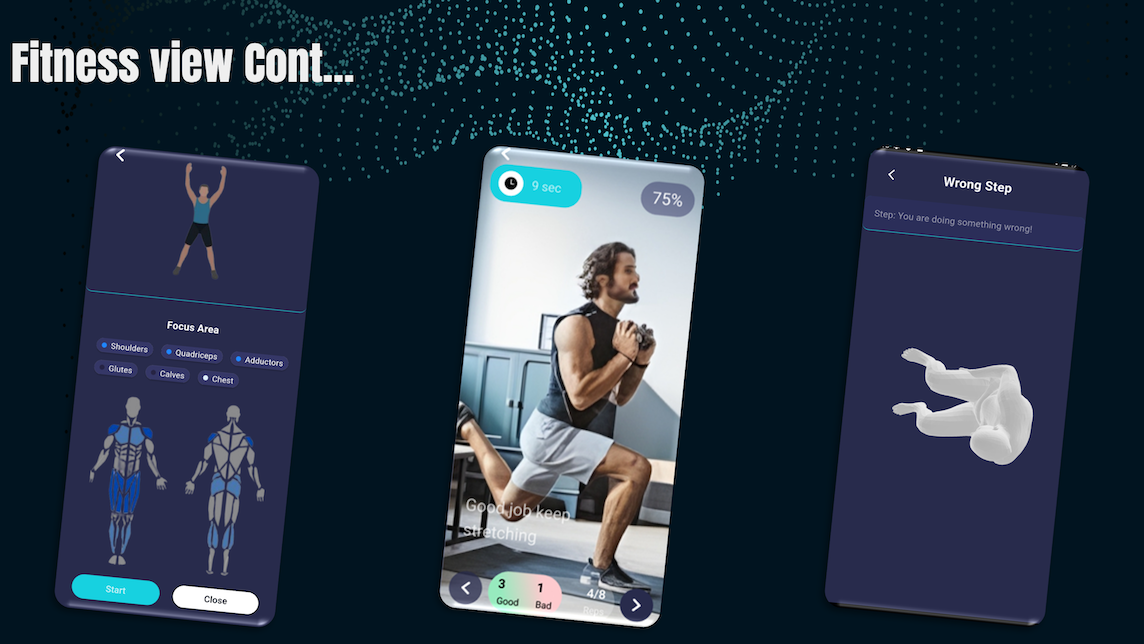 Fitness view Cont...
Focus Area
Shoulders
Quadriceps
Adductors
Glutes
Calves
Chest
Start
Close
9 sec
75%
Good job keep
stretching
3
Good
1
Bad
4/8
Reps
Wrong Step
Step: You are doing something wrong!